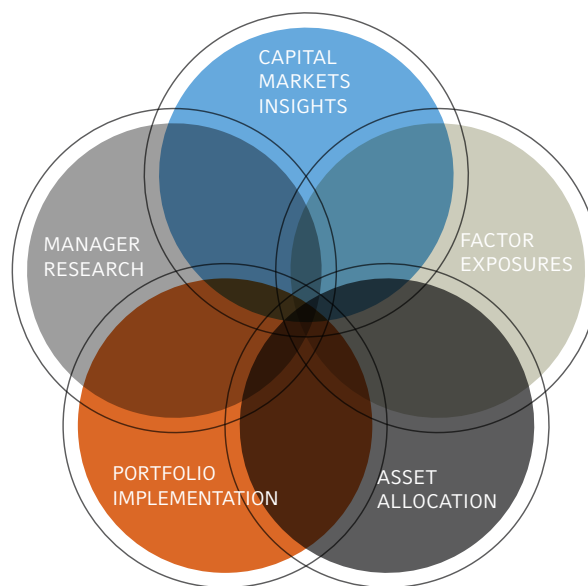 CAPITAL
MARKETS
INSIGHTS
MANAGER
RESEARCH
FACTOR
EXPOSURES
PORTFOLIO
IMPLEMENTATION
ASSET
ALLOCATION